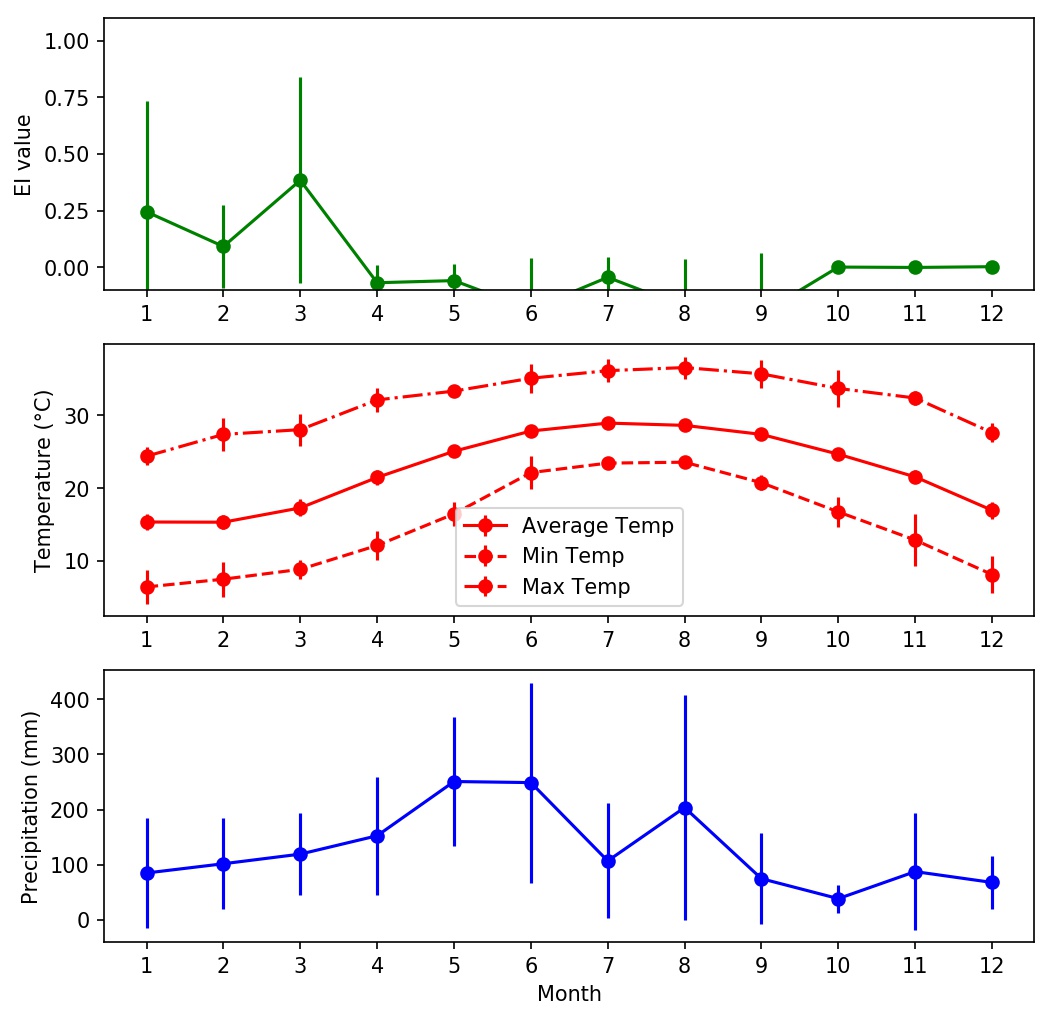 EI value
1.00
0.75
0.50
0.25
0.00
1 2 3 4 5 6 7 8 9 10 11 12
Temperature (°C)
30
20
10
Average Temp
Min Temp
Max Temp
1 2 3 4 5 6 7 8 9 10 11 12
Precipitation (mm)
400
300
200
100
0
1 2 3 4 5 6 7 8 9 10 11 12
Month